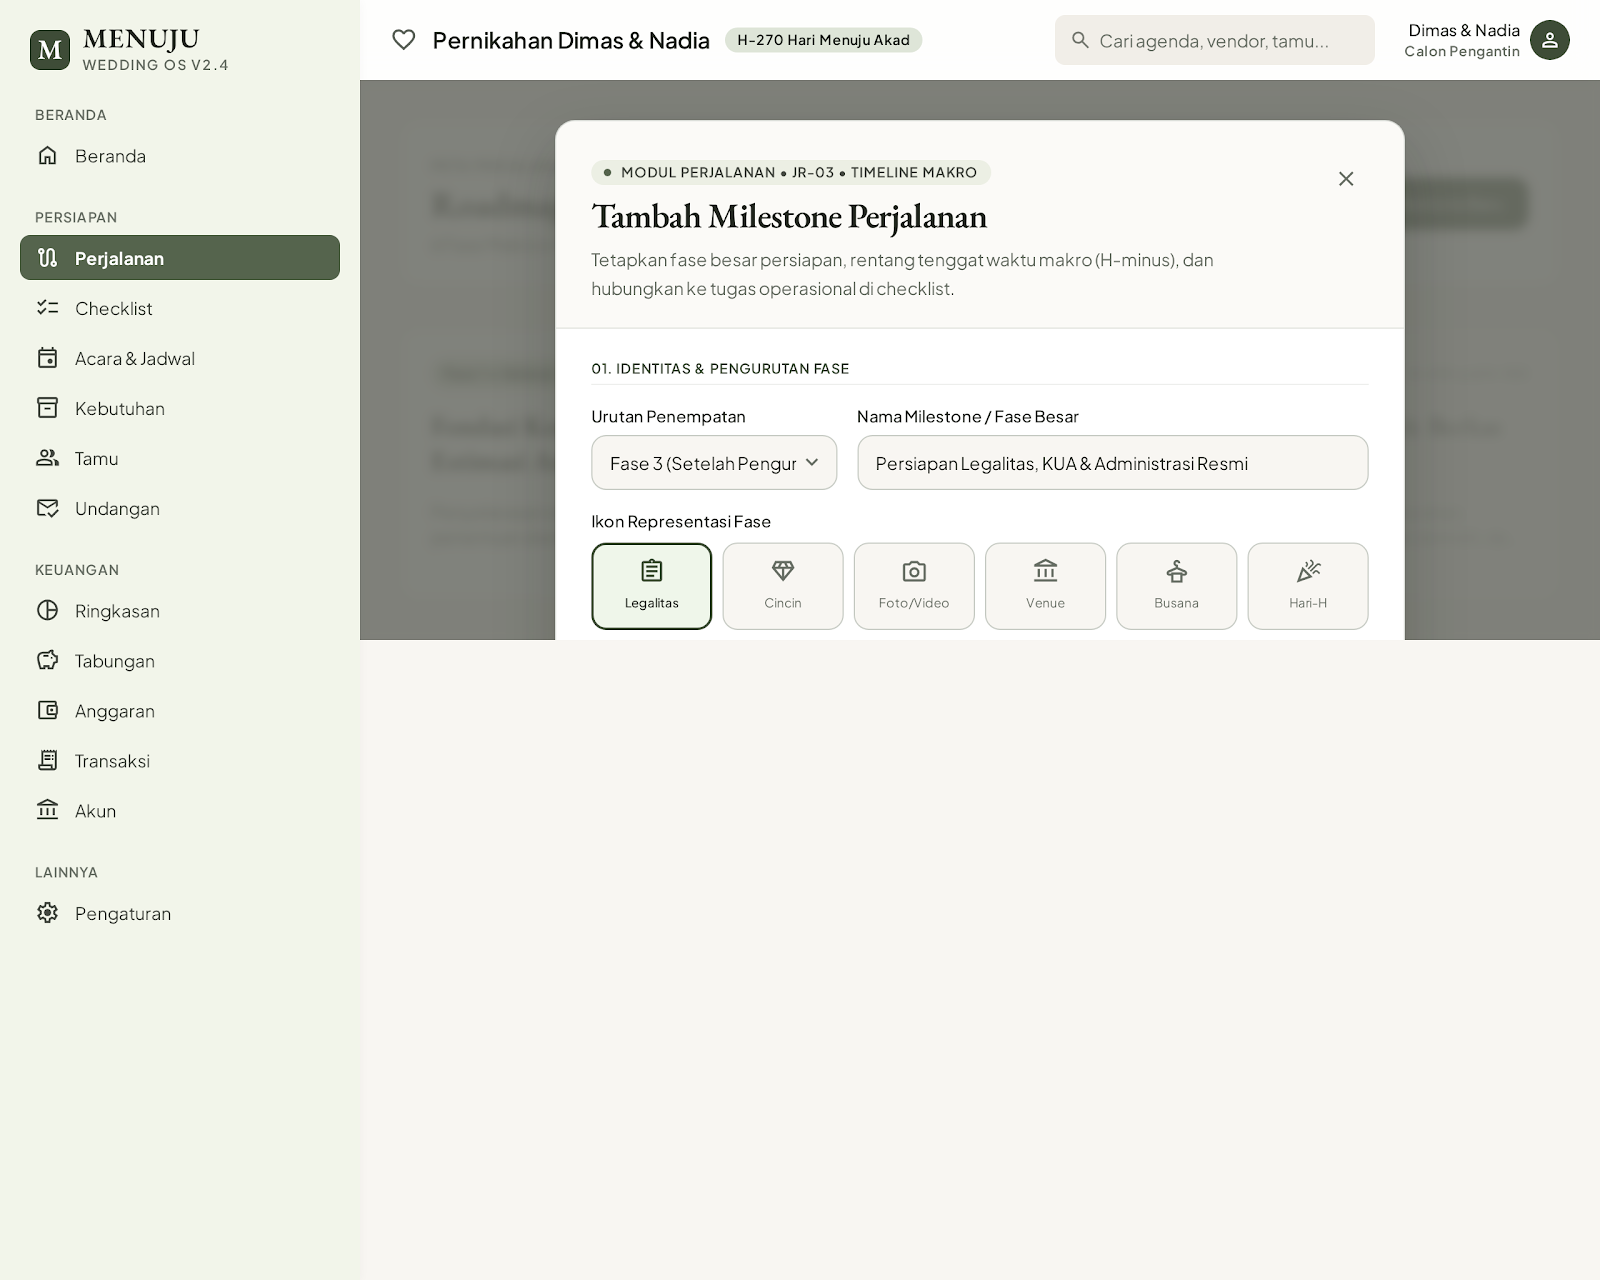 M
MENUJU
WEDDING OS V2.4
BERANDA
Beranda
PERSIAPAN
Perjalanan
Checklist
Acara & Jadwal
Kebutuhan
Tamu
Undangan
KEUANGAN
Ringkasan
Tabungan
Anggaran
Transaksi
Akun
LAINNYA
Pengaturan
Pernikahan Dimas & Nadia
H-270 Hari Menuju Akad
Cari agenda, vendor, tamu...
Dimas & Nadia
Calon Pengantin
MODUL PERJALANAN • JR-03 • TIMELINE MAKRO
Tambah Milestone Perjalanan
Tetapkan fase besar persiapan, rentang tenggat waktu makro (H-minus), dan
hubungkan ke tugas operasional di checklist.
01. IDENTITAS & PENGURUTAN FASE
Urutan Penempatan
Nama Milestone / Fase Besar
Fase 3 (Setelah Pengur
Persiapan Legalitas, KUA & Administrasi Resmi
Ikon Representasi Fase
Legalitas
Cincin
Foto/Video
Venue
Busana
Hari-H